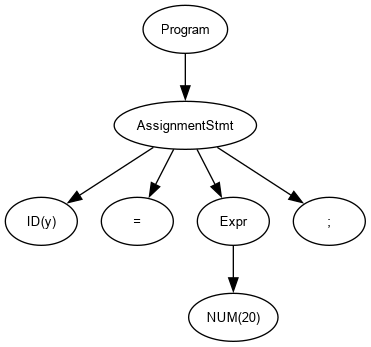 Program
AssignmentStmt
ID(y)
=
Expr
;
NUM(20)